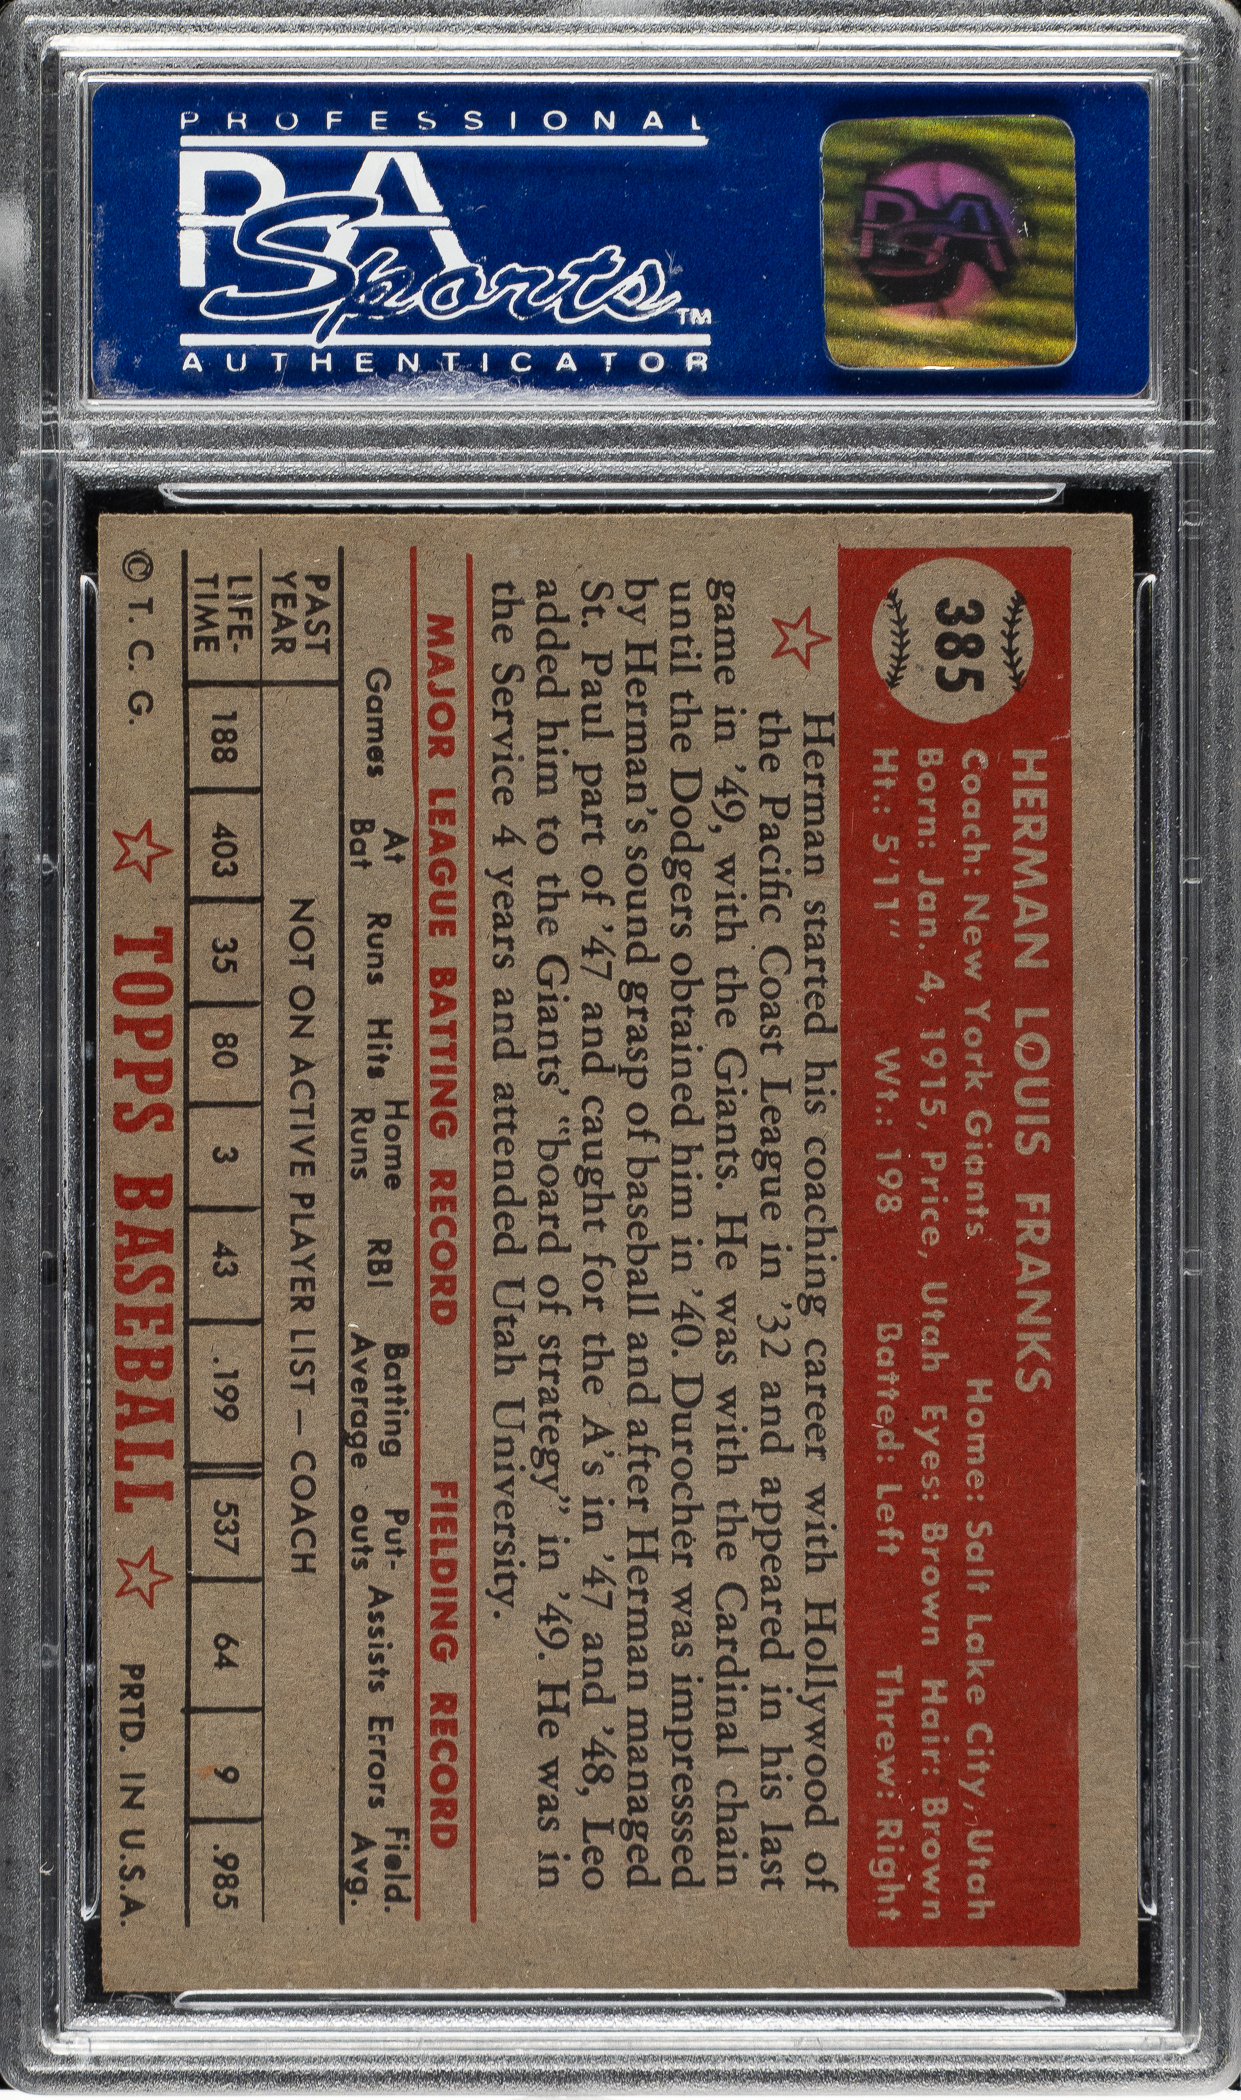 PROFESSIONAL
PSA
Sports™
AUTHENTICATOR
PSA
385
HERMAN LOUIS FRANKS
Coach: New York Giants Home: Salt Lake City, Utah
Born: Jan. 4, 1915, Price, Utah Eyes: Brown Hair: Brown
Ht.: 5'11" Wt.: 198 Batted: Left Threw: Right
Herman started his coaching career with Hollywood of
the Pacific Coast League in '32 and appeared in his last
game in '49, with the Giants. He was with the Cardinal chain
until the Dodgers obtained him in '40. Durocher was impressed
by Herman's sound grasp of baseball and after Herman managed
St. Paul part of '47 and caught for the A's in '47 and '48, Leo
added him to the Giants' "board of strategy" in '49. He was in
the Service 4 years and attended Utah University.
MAJOR LEAGUE BATTING RECORD FIELDING RECORD
Games At Bat Runs Hits Home Runs RBI Batting Average Put-outs Assists Errors Field. Avg.
PAST YEAR NOT ON ACTIVE PLAYER LIST — COACH
LIFE-TIME 188 403 35 80 3 43 .199 537 64 9 .985
© T. C. G. TOPPS BASEBALL PRTD. IN U.S.A.